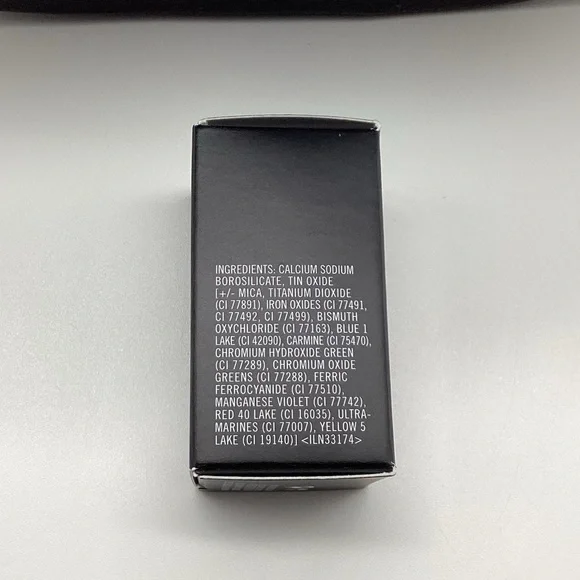 INGREDIENTS: CALCIUM SODIUM
BOROSILICATE, TIN OXIDE
[+/- MICA, TITANIUM DIOXIDE
(CI 77891), IRON OXIDES (CI 77491,
CI 77492, CI 77499), BISMUTH
OXYCHLORIDE (CI 77163), BLUE 1
LAKE (CI 42090), CARMINE (CI 75470),
CHROMIUM HYDROXIDE GREEN
(CI 77289), CHROMIUM OXIDE
GREENS (CI 77288), FERRIC
FERROCYANIDE (CI 77510),
MANGANESE VIOLET (CI 77742),
RED 40 LAKE (CI 16035), ULTRA-
MARINES (CI 77007), YELLOW 5
LAKE (CI 19140)] <ILN33174>